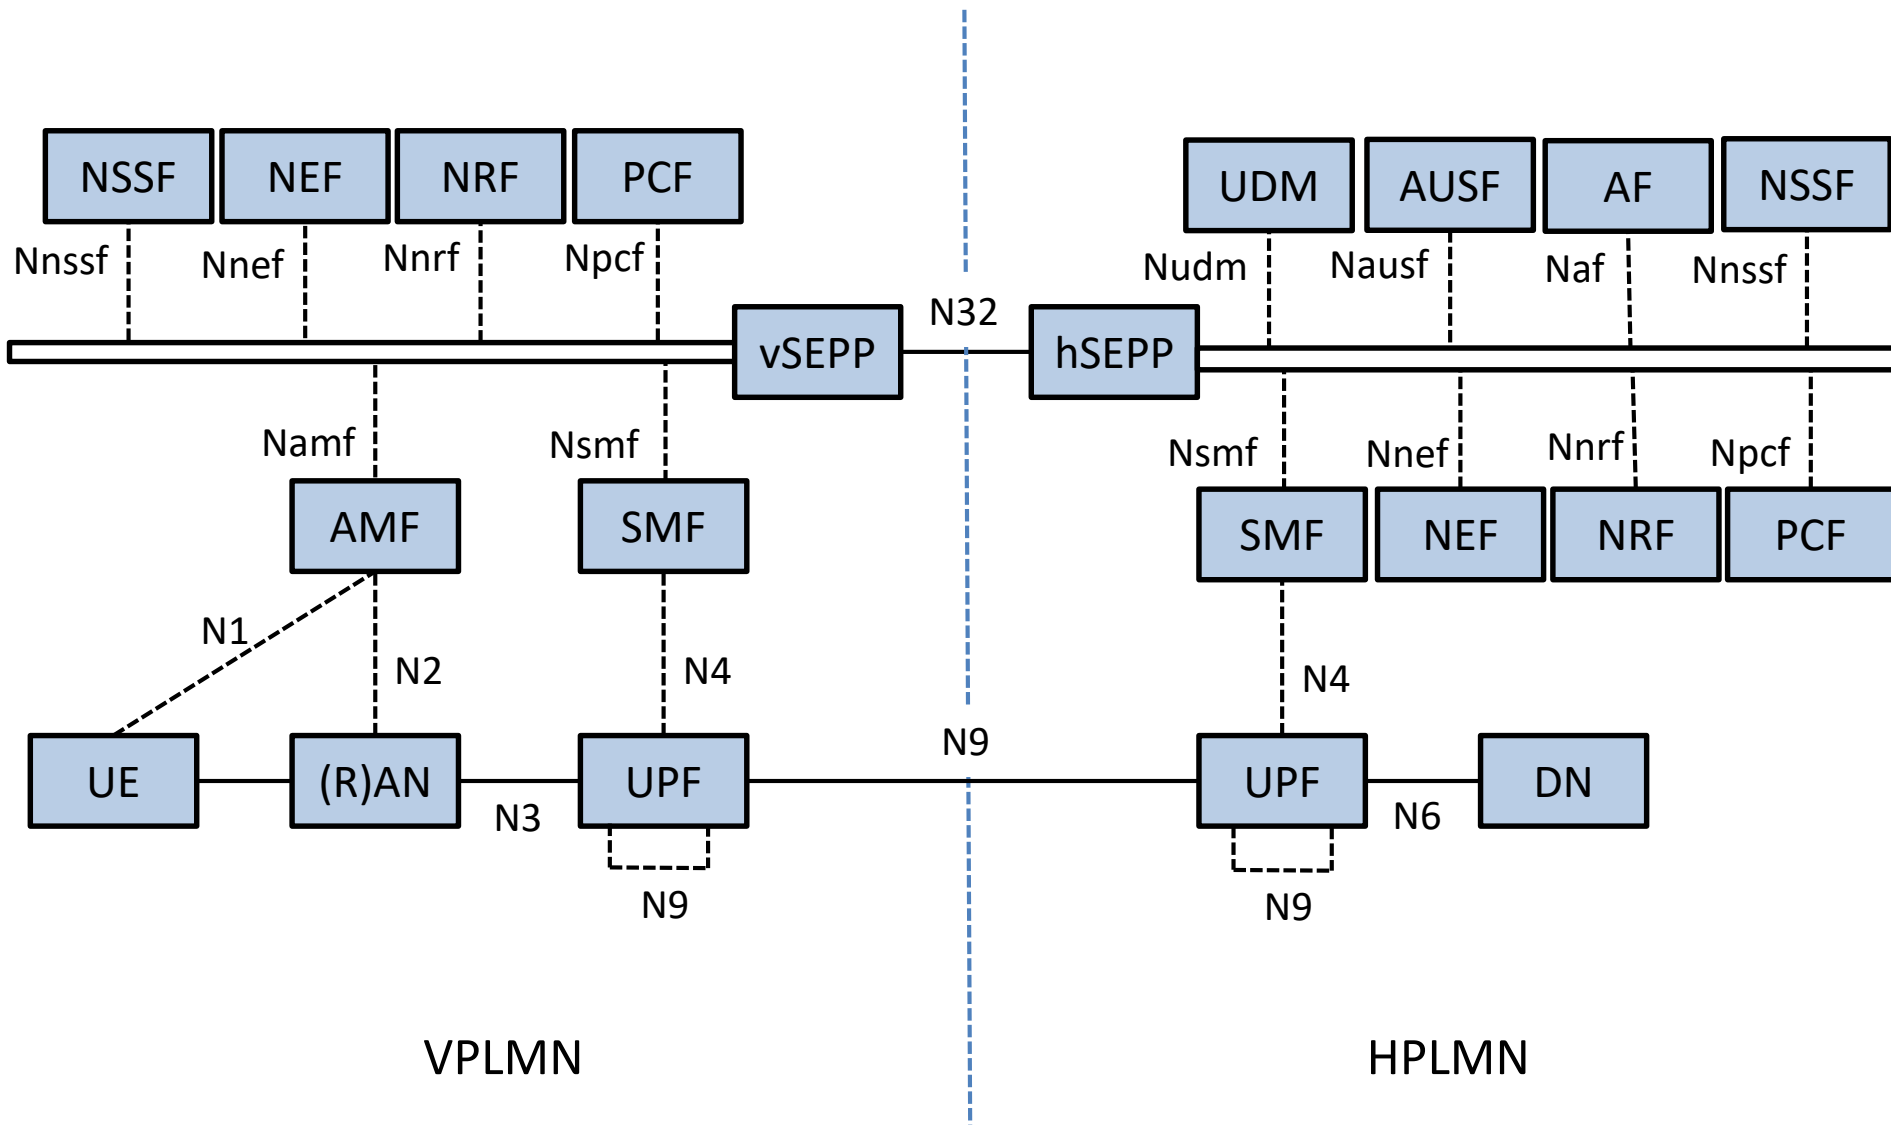 NSSF NEF NRF PCF
UDM AUSF AF NSSF
Nnssf Nnef Nnrf Npcf
Nudm Nausf Naf Nnssf
vSEPP N32 hSEPP
Namf Nsmf
Nsmf Nnef Nnrf Npcf
AMF SMF
SMF NEF NRF PCF
N1 N2 N4
N4
UE (R)AN UPF N9 UPF DN
N3 N6
N9 N9
VPLMN HPLMN